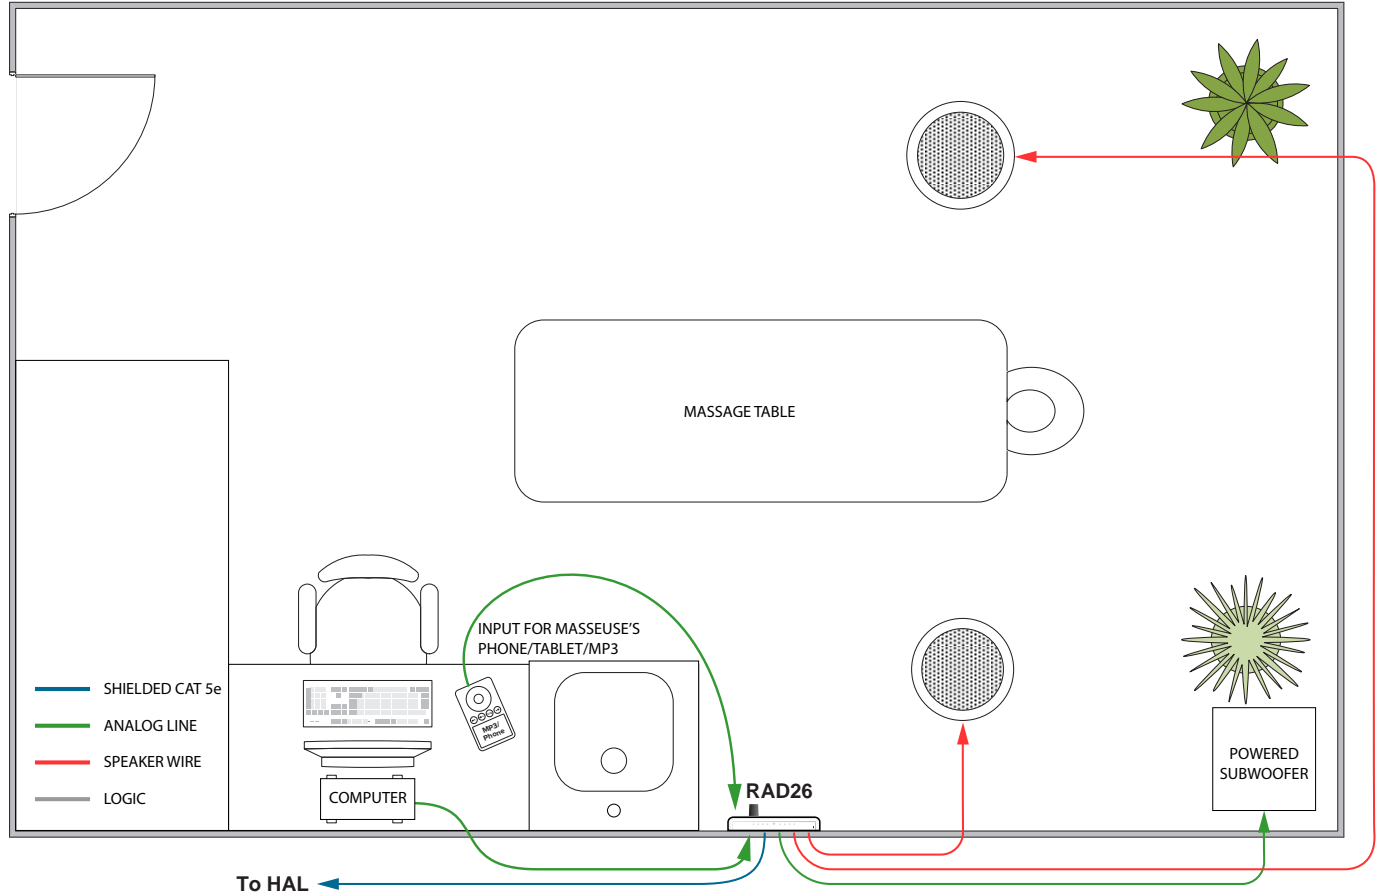 MASSAGE TABLE
INPUT FOR MASSEUSE’S
PHONE/TABLET/MP3
SHIELDED CAT 5e
ANALOG LINE
SPEAKER WIRE
LOGIC
MP3/
Phone
COMPUTER
RAD26
POWERED
SUBWOOFER
To HAL